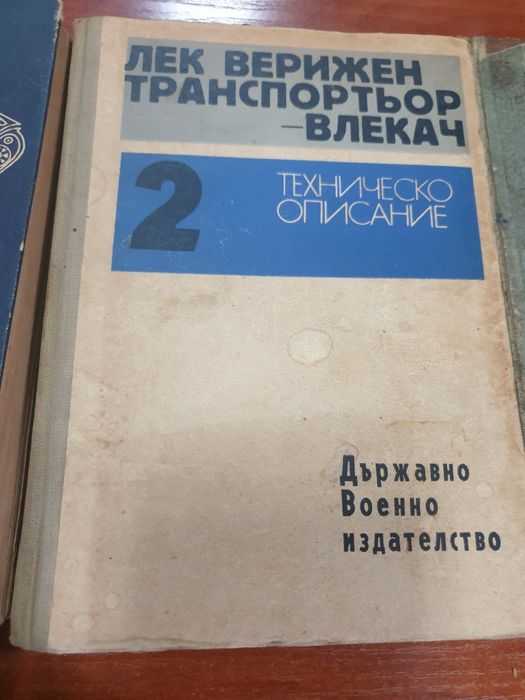 ЛЕК ВЕРИЖЕН
ТРАНСПОРТЬОР
–ВЛЕКАЧ
2
ТЕХНИЧЕСКО
ОПИСАНИЕ
Държавно
Военно
издателство